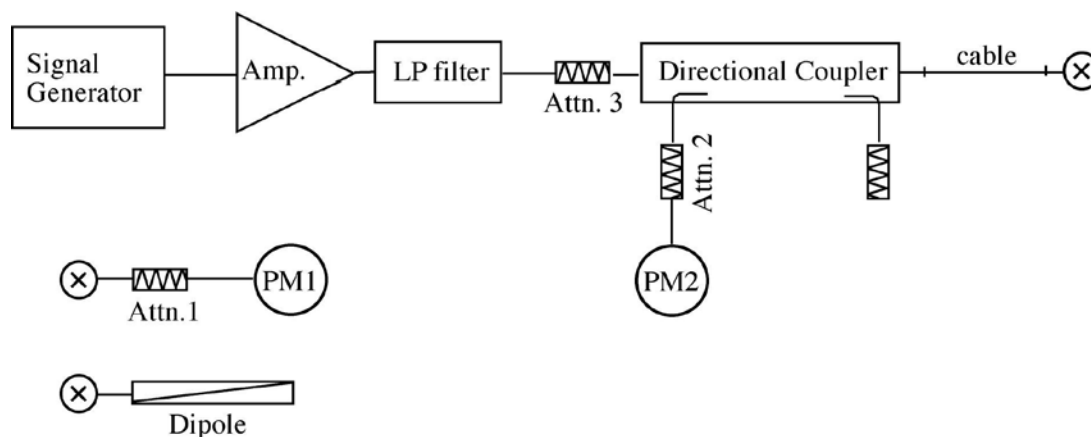 Signal
Generator
Amp.
LP filter
Attn. 3
Directional Coupler
cable
Attn. 2
PM1
Attn.1
PM2
Dipole